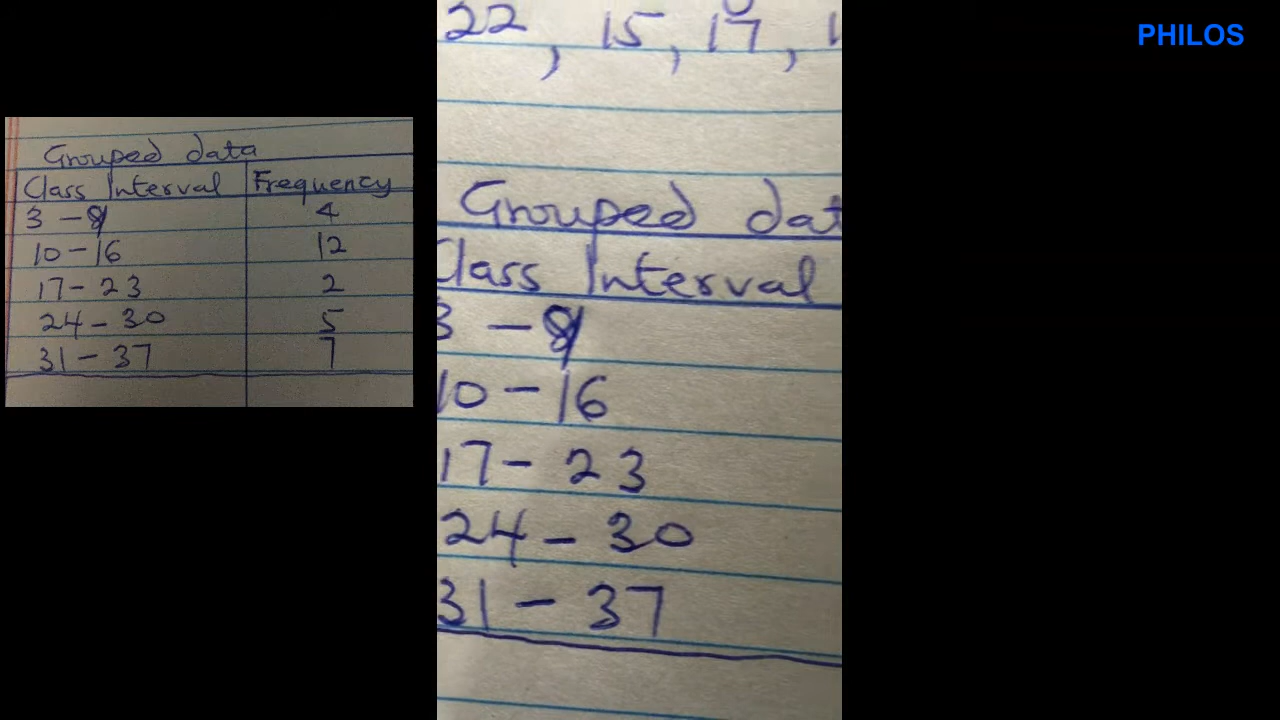 PHILOS
Grouped data
Class Interval Frequency
3 – 9 4
10 – 16 12
17 – 23 2
24 – 30 5
31 – 37 7
22, 15, 17,
Grouped dat
Class Interval
3 – 9
10 – 16
17 – 23
24 – 30
31 – 37